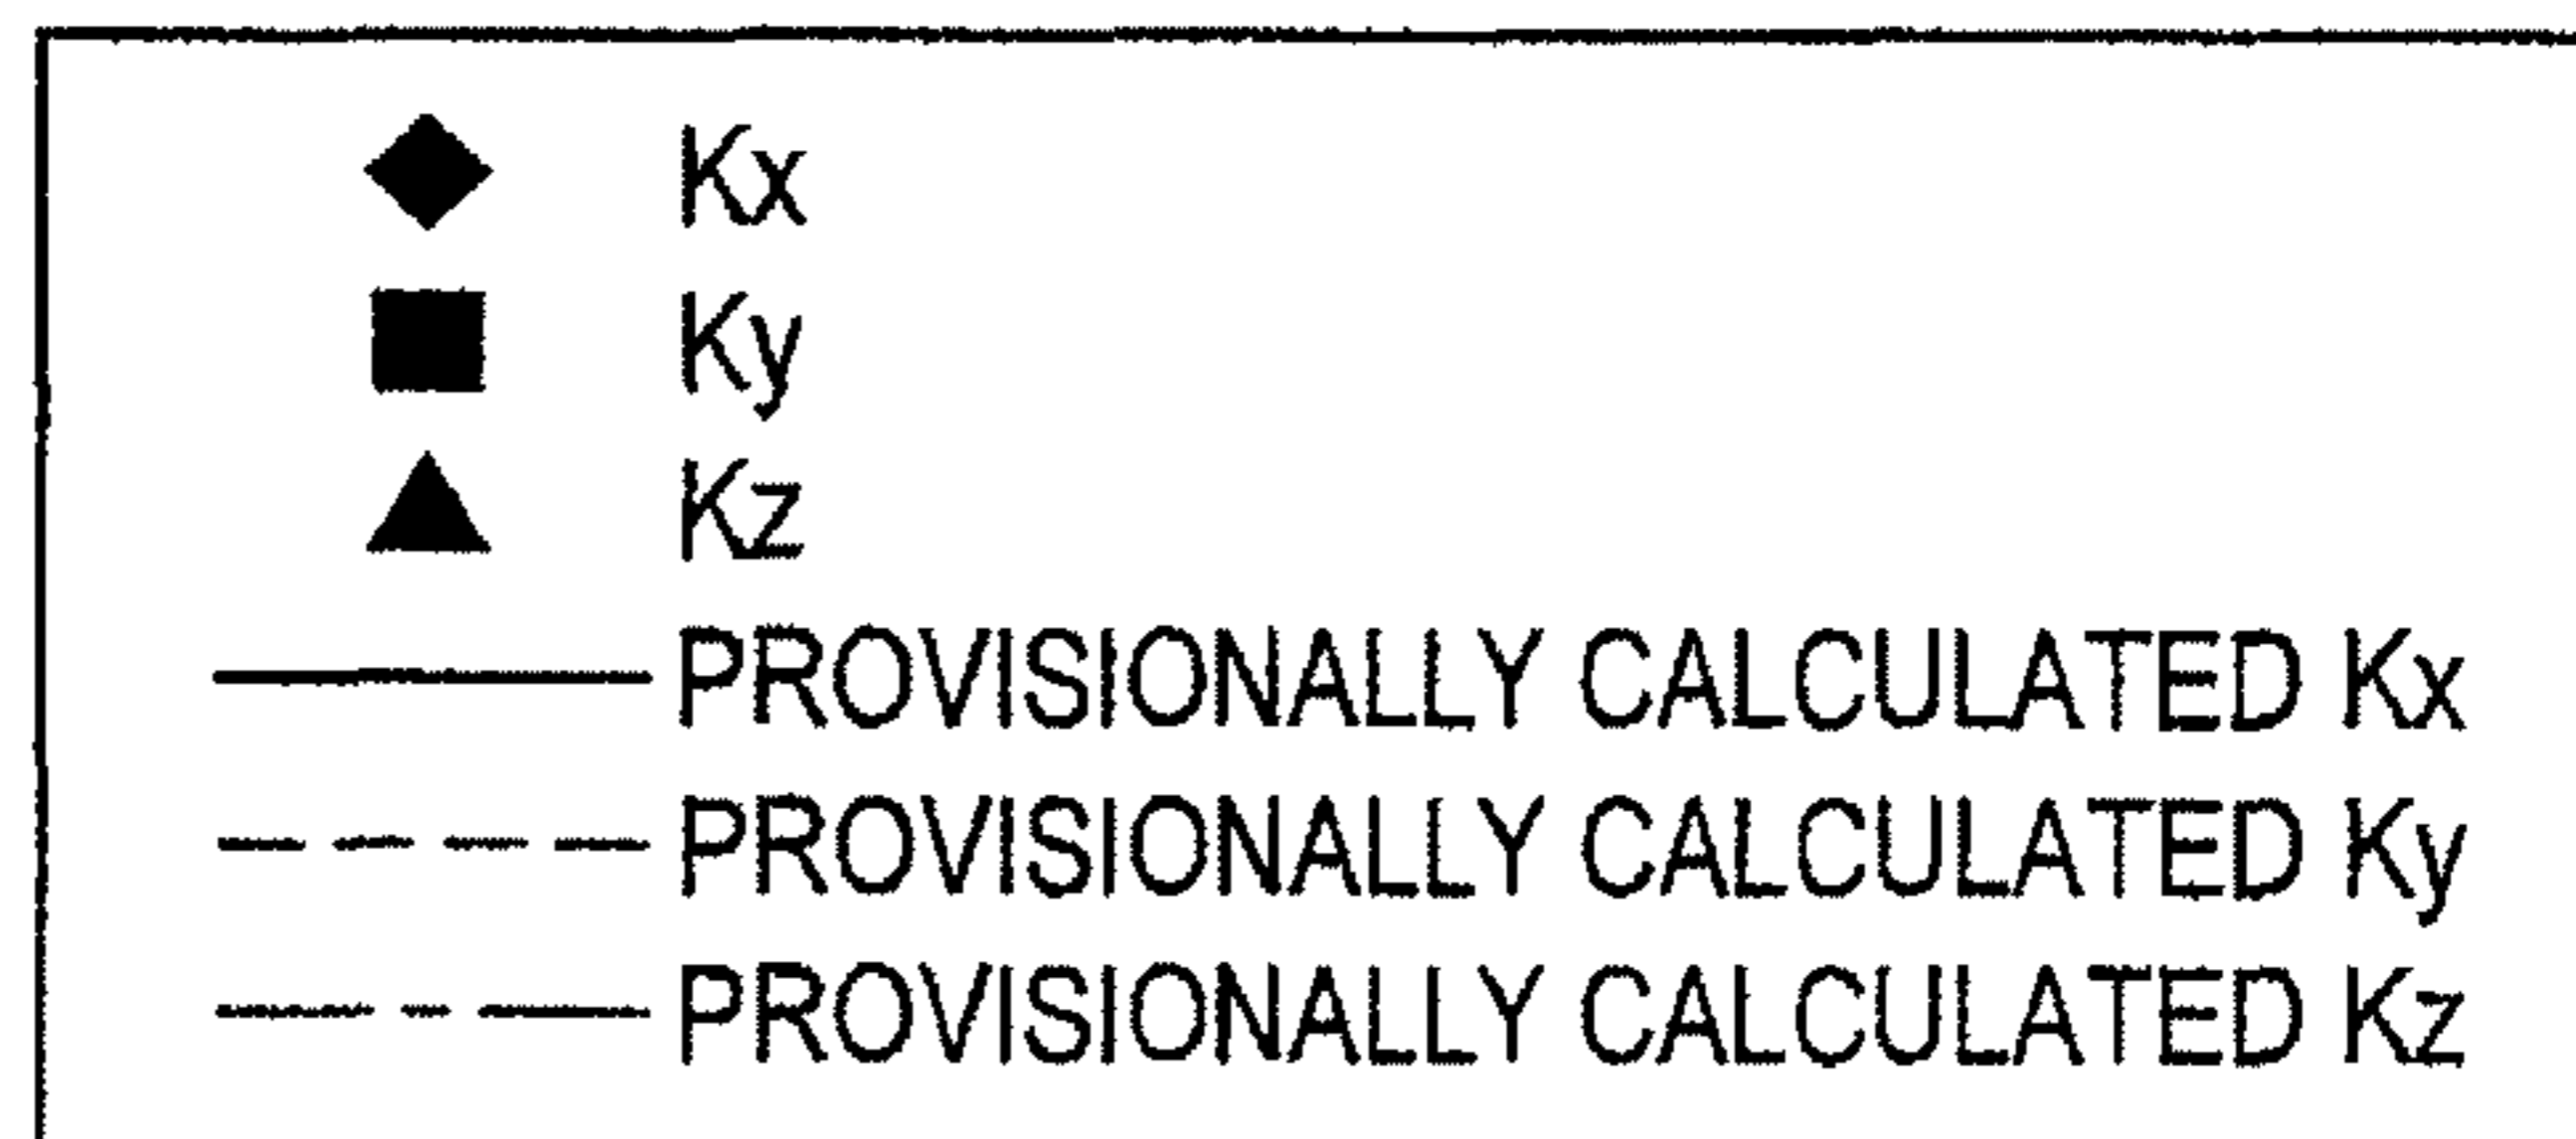 Kx
Ky
Kz
PROVISIONALLY CALCULATED Kx
PROVISIONALLY CALCULATED Ky
PROVISIONALLY CALCULATED Kz